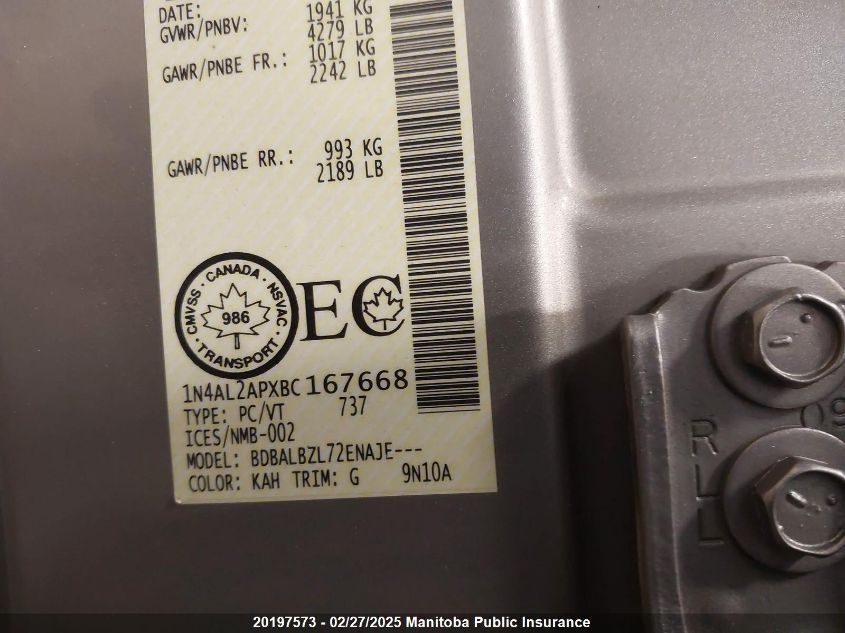 DATE: 1941 KG
GVWR/PNBV: 4279 LB
GAWR/PNBE FR.: 1017 KG
2242 LB
GAWR/PNBE RR.: 993 KG
2189 LB
CMVSS · CANADA · NSVAC · TRANSPORT ·
986
EC
1N4AL2APXBC167668
TYPE: PC/VT 737
ICES/NMB-002
MODEL: BDBALBZL72ENAJE---
COLOR: KAH TRIM: G 9N10A
09
RLL
20197573 - 02/27/2025 Manitoba Public Insurance